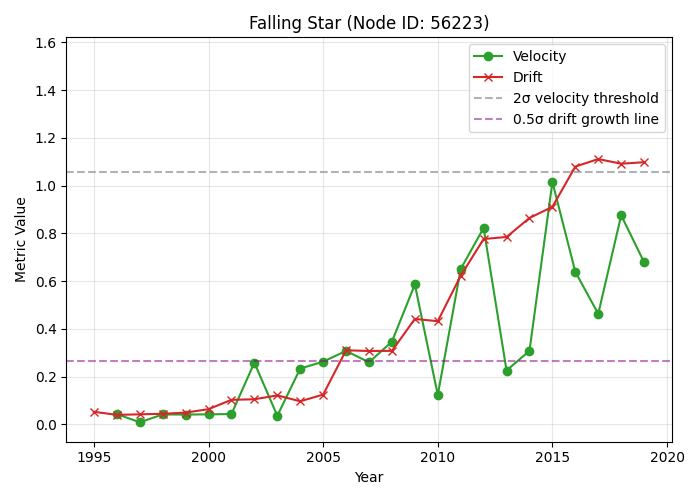 Falling Star (Node ID: 56223)
Velocity
Drift
2σ velocity threshold
0.5σ drift growth line
Metric Value
1.6
1.4
1.2
1.0
0.8
0.6
0.4
0.2
0.0
1995
2000
2005
2010
2015
2020
Year